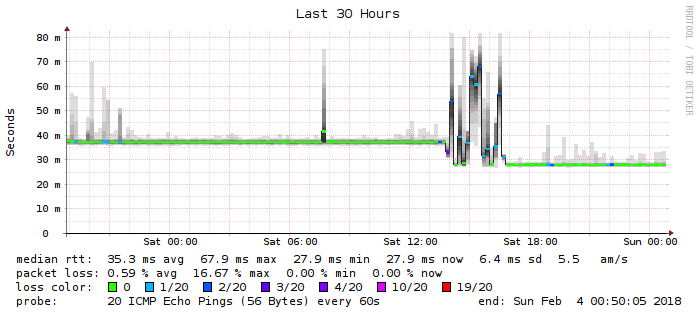 Last 30 Hours
RRDTOOL / TOBI OETIKER
Seconds
80 m
70 m
60 m
50 m
40 m
30 m
20 m
10 m
0
Sat 00:00 Sat 06:00 Sat 12:00 Sat 18:00 Sun 00:00
median rtt: 35.3 ms avg 67.9 ms max 27.9 ms min 27.9 ms now 6.4 ms sd 5.5 am/s
packet loss: 0.59 % avg 16.67 % max 0.00 % min 0.00 % now
loss color: 0 1/20 2/20 3/20 4/20 10/20 19/20
probe: 20 ICMP Echo Pings (56 Bytes) every 60s end: Sun Feb 4 00:50:05 2018